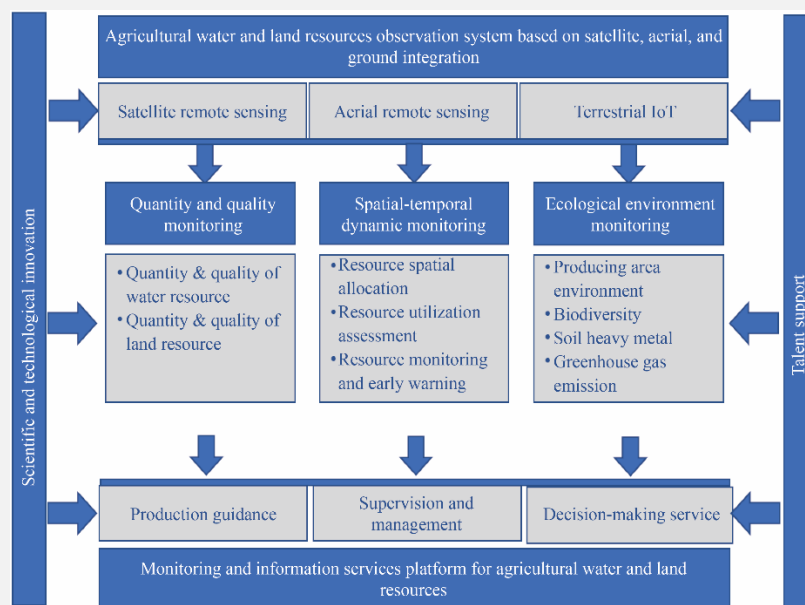 Agricultural water and land resources observation system based on satellite, aerial, and
ground integration
Satellite remote sensing
Aerial remote sensing
Terrestrial IoT
Quantity and quality
monitoring
Spatial-temporal
dynamic monitoring
Ecological environment
monitoring
• Quantity & quality of
water resource
• Quantity & quality of
land resource
• Resource spatial
allocation
• Resource utilization
assessment
• Resource monitoring
and early warning
• Producing area
environment
• Biodiversity
• Soil heavy metal
• Greenhouse gas
emission
Production guidance
Supervision and
management
Decision-making service
Monitoring and information services platform for agricultural water and land
resources
Scientific and technological innovation
Talent support